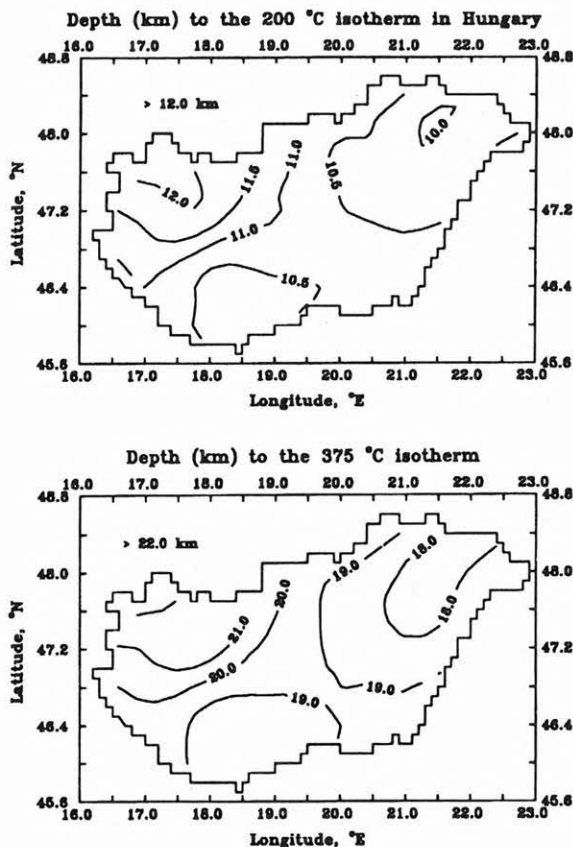 Depth (km) to the 200 °C isotherm in Hungary
16.0 17.0 18.0 19.0 20.0 21.0 22.0 23.0
48.8 48.8
> 12.0 km
48.0 10.0 48.0
11.0
11.5
10.5
12.0
47.2 47.2
11.0
10.5
46.4 46.4
45.6 45.6
16.0 17.0 18.0 19.0 20.0 21.0 22.0 23.0
Latitude, °N
Longitude, °E
Depth (km) to the 375 °C isotherm
16.0 17.0 18.0 19.0 20.0 21.0 22.0 23.0
48.8 48.8
> 22.0 km
19.0 18.0
48.0 48.0
20.0
18.0
21.0
47.2 47.2
20.0
19.0 19.0
46.4 46.4
45.6 45.6
16.0 17.0 18.0 19.0 20.0 21.0 22.0 23.0
Latitude, °N
Longitude, °E